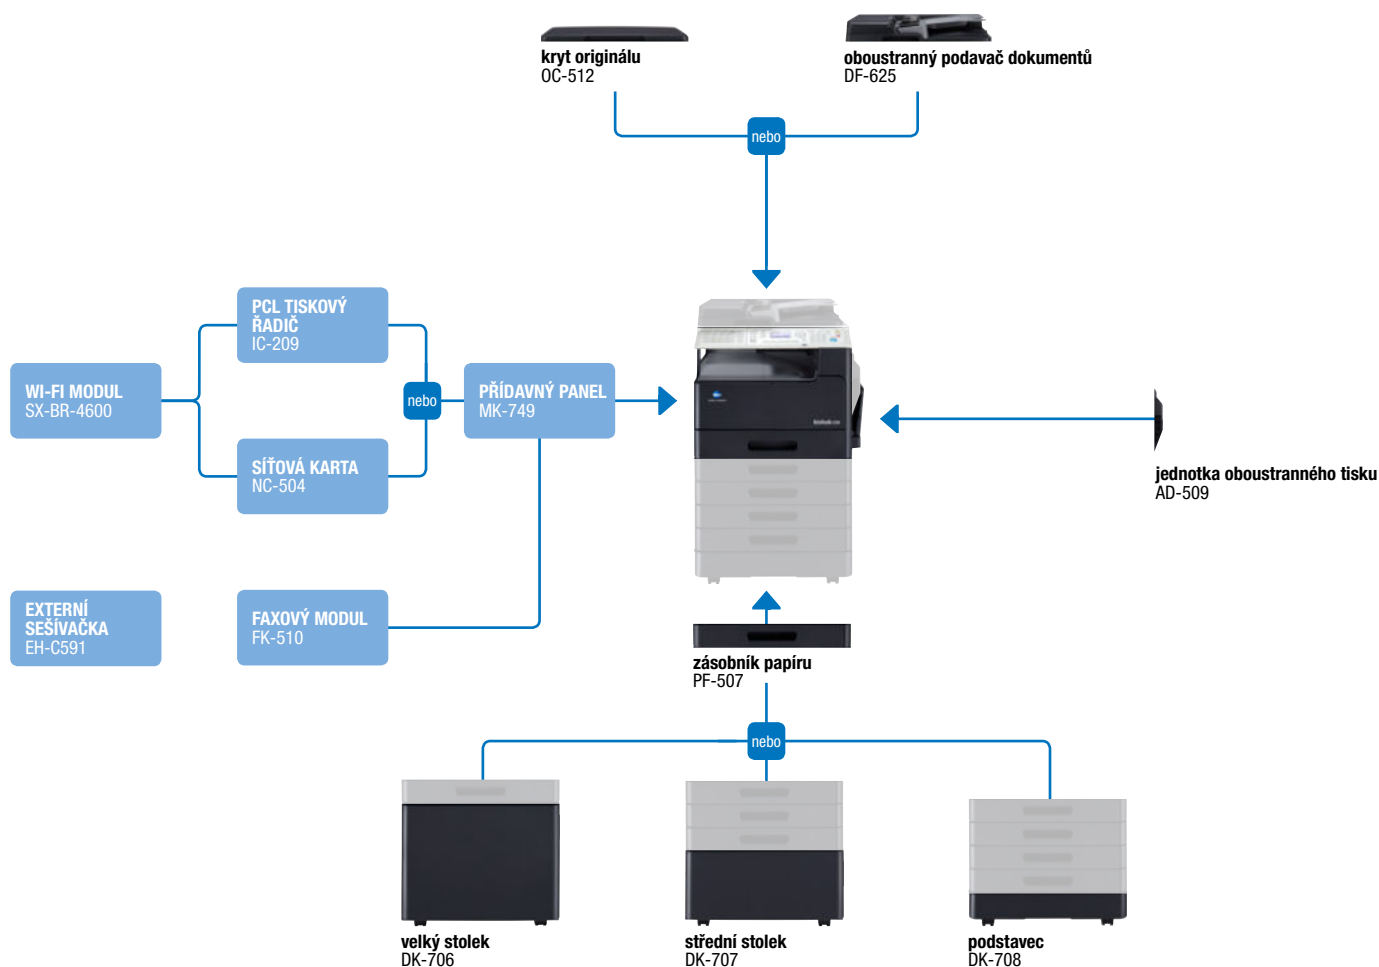 kryt originálu
OC-512
oboustranný podavač dokumentů
DF-625
nebo
PCL TISKOVÝ
ŘADIČ
IC-209
WI-FI MODUL
SX-BR-4600
nebo
PŘÍDAVNÝ PANEL
MK-749
SÍŤOVÁ KARTA
NC-504
jednotka oboustranného tisku
AD-509
EXTERNÍ
SEŠÍVAČKA
EH-C591
FAXOVÝ MODUL
FK-510
zásobník papíru
PF-507
nebo
velký stolek
DK-706
střední stolek
DK-707
podstavec
DK-708